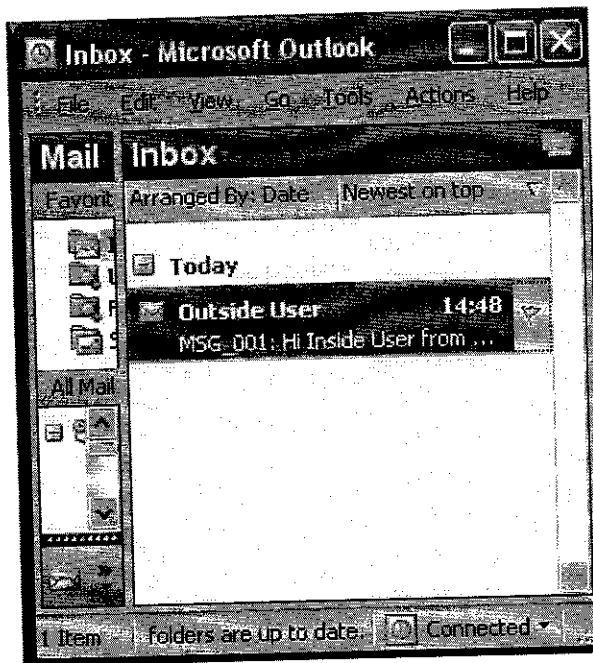 Inbox - Microsoft Outlook
File Edit View Go Tools Actions Help
Mail Inbox
Favorit Arranged By: Date Newest on top
Today
Outside User 14:48
MSG_001: Hi Inside User from ...
All Mail
1 Item folders are up to date. Connected